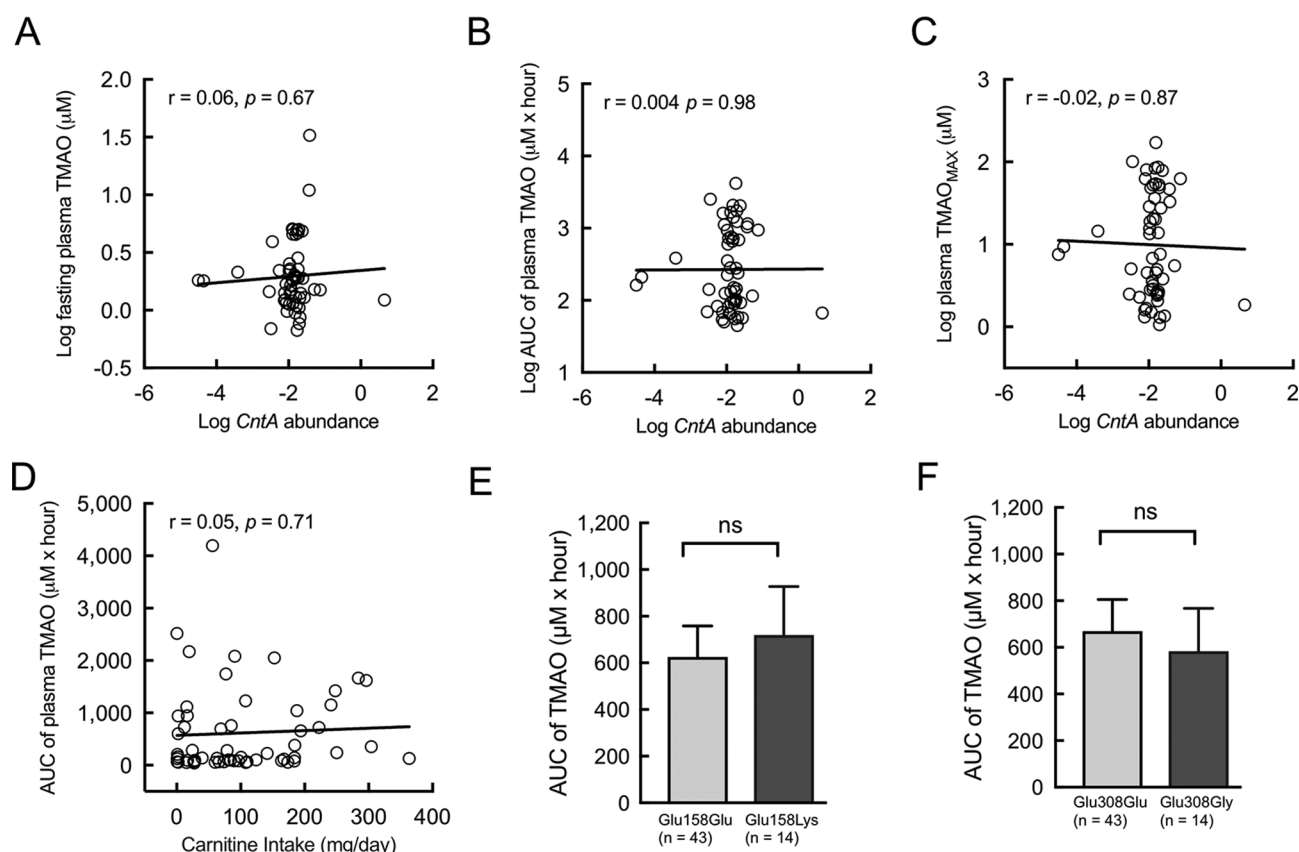 A
Log fasting plasma TMAO (μM)
2.0
1.5
1.0
0.5
0.0
-0.5
r = 0.06, p = 0.67
-6
-4
-2
0
2
Log CntA abundance
B
Log AUC of plasma TMAO (μM x hour)
5
4
3
2
1
r = 0.004 p = 0.98
-6
-4
-2
0
2
Log CntA abundance
C
Log plasma TMAOMAX (μM)
3
2
1
0
-1
r = -0.02, p = 0.87
-6
-4
-2
0
2
Log CntA abundance
D
AUC of plasma TMAO (μM x hour)
5,000
4,000
3,000
2,000
1,000
0
r = 0.05, p = 0.71
0
100
200
300
400
Carnitine Intake (mg/day)
E
AUC of TMAO (μM x hour)
1,200
1,000
800
600
400
200
0
ns
Glu158Glu
(n = 43)
Glu158Lys
(n = 14)
F
AUC of TMAO (μM x hour)
1,200
1,000
800
600
400
200
0
ns
Glu308Glu
(n = 43)
Glu308Gly
(n = 14)